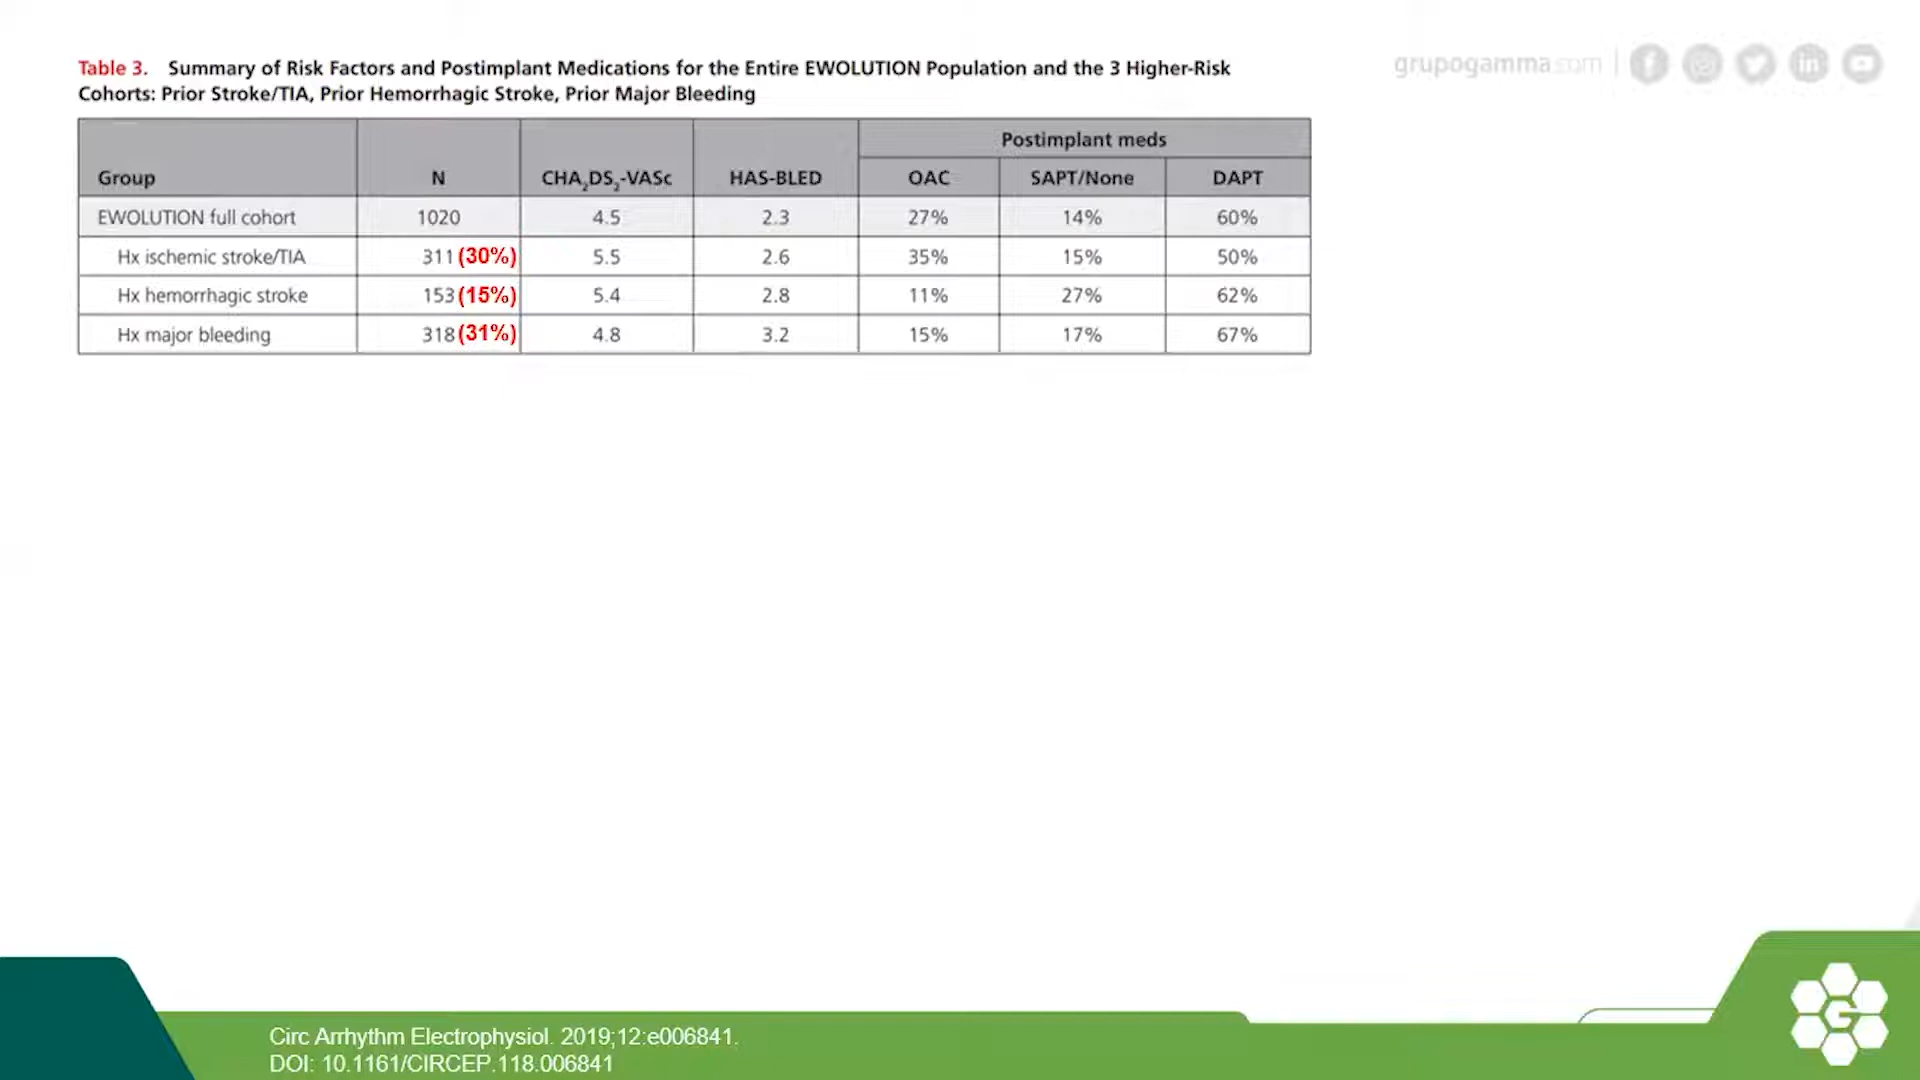 grupogamma.com
Table 3. Summary of Risk Factors and Postimplant Medications for the Entire EWOLUTION Population and the 3 Higher-Risk
Cohorts: Prior Stroke/TIA, Prior Hemorrhagic Stroke, Prior Major Bleeding
Postimplant meds
Group N CHA₂DS₂-VASc HAS-BLED OAC SAPT/None DAPT
EWOLUTION full cohort 1020 4.5 2.3 27% 14% 60%
Hx ischemic stroke/TIA 311 (30%) 5.5 2.6 35% 15% 50%
Hx hemorrhagic stroke 153 (15%) 5.4 2.8 11% 27% 62%
Hx major bleeding 318 (31%) 4.8 3.2 15% 17% 67%
Circ Arrhythm Electrophysiol. 2019;12:e006841.
DOI: 10.1161/CIRCEP.118.006841
G